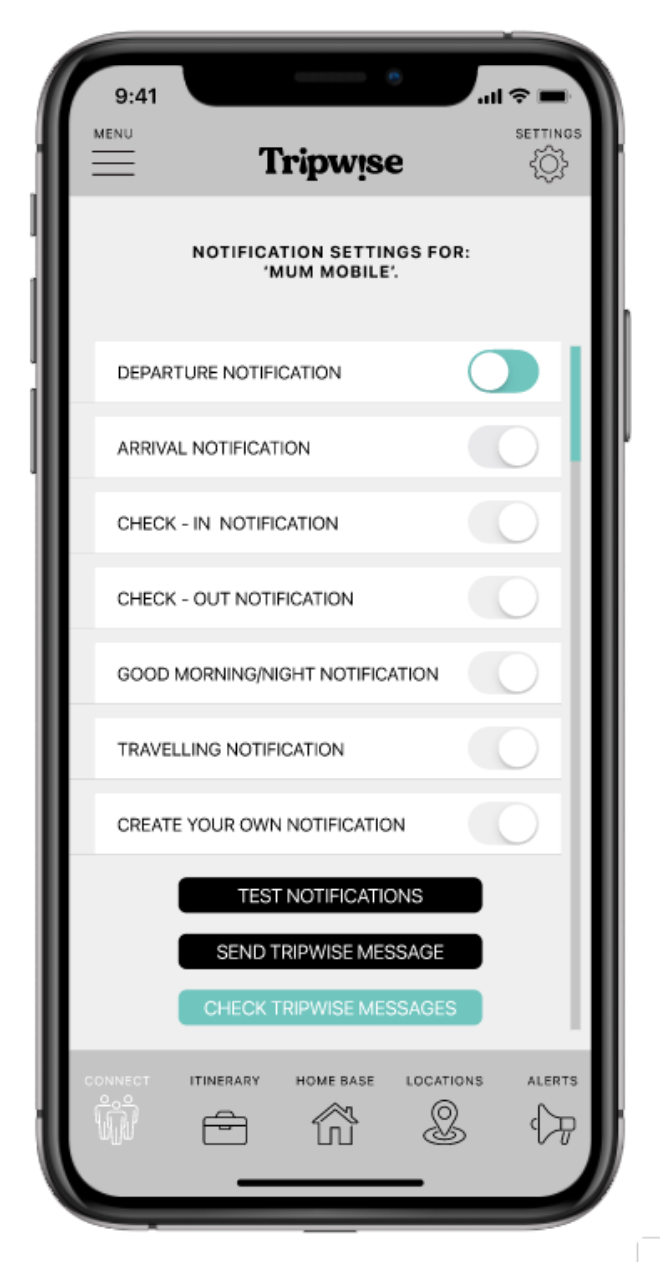 9:41
MENU
SETTINGS
Tripwise
NOTIFICATION SETTINGS FOR:
'MUM MOBILE'.
DEPARTURE NOTIFICATION
ARRIVAL NOTIFICATION
CHECK - IN  NOTIFICATION
CHECK - OUT NOTIFICATION
GOOD MORNING/NIGHT NOTIFICATION
TRAVELLING NOTIFICATION
CREATE YOUR OWN NOTIFICATION
TEST NOTIFICATIONS
SEND TRIPWISE MESSAGE
CHECK TRIPWISE MESSAGES
CONNECT
ITINERARY
HOME BASE
LOCATIONS
ALERTS